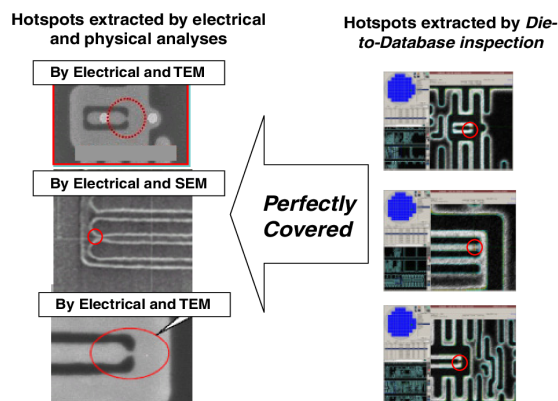 Hotspots extracted by electrical
and physical analyses
Hotspots extracted by Die-
to-Database inspection
By Electrical and TEM
By Electrical and SEM
By Electrical and TEM
Perfectly
Covered